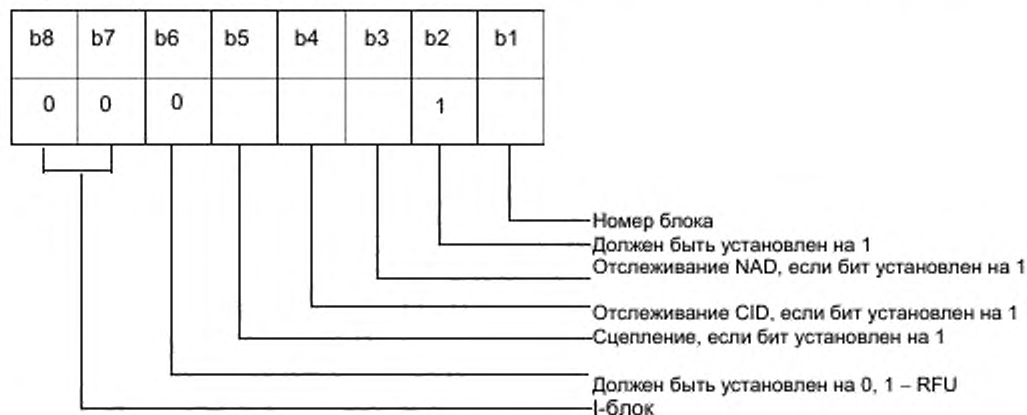 b8 b7 b6 b5 b4 b3 b2 b1
0 0 0 1
Номер блока
Должен быть установлен на 1
Отслеживание NAD, если бит установлен на 1
Отслеживание CID, если бит установлен на 1
Сцепление, если бит установлен на 1
Должен быть установлен на 0, 1 – RFU
I-блок